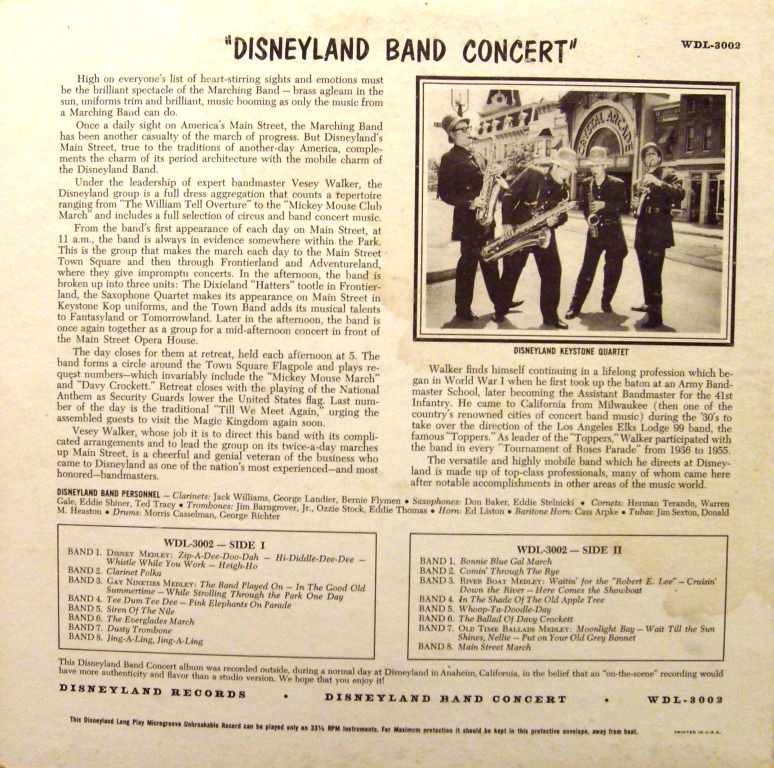 "DISNEYLAND BAND CONCERT"
WDL-3002
High on everyone's list of heart-stirring sights and emotions must
be the brilliant spectacle of the Marching Band — brass agleam in the
sun, uniforms trim and brilliant, music booming as only the music from
a Marching Band can do.
Once a daily sight on America's Main Street, the Marching Band
has been another casualty of the march of progress. But Disneyland's
Main Street, true to the traditions of another-day America, comple-
ments the charm of its period architecture with the mobile charm of
the Disneyland Band.
Under the leadership of expert bandmaster Vesey Walker, the
Disneyland group is a full dress aggregation that counts a repertoire
ranging from "The William Tell Overture" to the "Mickey Mouse Club
March" and includes a full selection of circus and band concert music.
From the band's first appearance of each day on Main Street, at
11 a.m., the band is always in evidence somewhere within the Park.
This is the group that makes the march each day to the Main Street
Town Square and then through Frontierland and Adventureland,
where they give impromptu concerts. In the afternoon, the band is
broken up into three units: The Dixieland "Hatters" tootle in Frontier-
land, the Saxophone Quartet makes its appearance on Main Street in
Keystone Kop uniforms, and the Town Band adds its musical talents
to Fantasyland or Tomorrowland. Later in the afternoon, the band is
once again together as a group for a mid-afternoon concert in front of
the Main Street Opera House.
The day closes for them at retreat, held each afternoon at 5. The
band forms a circle around the Town Square Flagpole and plays re-
quest numbers—which invariably include the "Mickey Mouse March"
and "Davy Crockett." Retreat closes with the playing of the National
Anthem as Security Guards lower the United States flag. Last num-
ber of the day is the traditional "Till We Meet Again," urging the
assembled guests to visit the Magic Kingdom again soon.
Vesey Walker, whose job it is to direct this band with its compli-
cated arrangements and to lead the group on its twice-a-day marches
up Main Street, is a cheerful and genial veteran of the business who
came to Disneyland as one of the nation's most experienced—and most
honored—bandmasters.
CRYSTAL ARCADE
DISNEYLAND KEYSTONE QUARTET
Walker finds himself continuing in a lifelong profession which be-
gan in World War I when he first took up the baton at an Army Band-
master School, later becoming the Assistant Bandmaster for the 41st
Infantry. He came to California from Milwaukee (then one of the
country's renowned cities of concert band music) during the '30's to
take over the direction of the Los Angeles Elks Lodge 99 band, the
famous "Toppers." As leader of the "Toppers," Walker participated with
the band in every "Tournament of Roses Parade" from 1936 to 1955.
The versatile and highly mobile band which he directs at Disney-
land is made up of top-class professionals, many of whom came here
after notable accomplishments in other areas of the music world.
DISNEYLAND BAND PERSONNEL — Clarinets: Jack Williams, George Landier, Bernie Flymen • Saxophones: Don Baker, Eddie Stelnicki • Cornets: Herman Terando, Warren
Gale, Eddie Shiner, Ted Tracy • Trombones: Jim Barngrover, Jr., Ozzie Stock, Eddie Thomas • Horn: Ed Liston • Baritone Horn: Cass Arpke • Tubas: Jim Sexton, Donald
M. Heaston • Drums: Morris Casselman, George Richter
WDL-3002 — SIDE I
BAND 1. DISNEY MEDLEY: Zip-A-Dee-Doo-Dah — Hi-Diddle-Dee-Dee —
Whistle While You Work — Heigh-Ho
BAND 2. Clarinet Polka
BAND 3. GAY NINETIES MEDLEY: The Band Played On — In The Good Old
Summertime — While Strolling Through the Park One Day
BAND 4. Tee Dum Tee Dee — Pink Elephants On Parade
BAND 5. Siren Of The Nile
BAND 6. The Everglades March
BAND 7. Dusty Trombone
BAND 8. Jing-A-Ling, Jing-A-Ling
WDL-3002 — SIDE II
BAND 1. Bonnie Blue Gal March
BAND 2. Comin' Through The Rye
BAND 3. RIVER BOAT MEDLEY: Waitin' for the "Robert E. Lee" — Cruisin'
Down the River — Here Comes the Showboat
BAND 4. In The Shade Of The Old Apple Tree
BAND 5. Whoop-Ta-Doodle-Day
BAND 6. The Ballad Of Davy Crockett
BAND 7. OLD TIME BALLADS MEDLEY: Moonlight Bay — Wait Till the Sun
Shines, Nellie — Put on Your Old Grey Bonnet
BAND 8. Main Street March
This Disneyland Band Concert album was recorded outside, during a normal day at Disneyland in Anaheim, California, in the belief that an "on-the-scene" recording would
have more authenticity and flavor than a studio version. We hope that you enjoy it!
DISNEYLAND RECORDS • DISNEYLAND BAND CONCERT • WDL-3002
This Disneyland Long Play Microgroove Unbreakable Record can be played only on 33⅓ RPM Instruments. For Maximum protection it should be kept in this protective envelope, away from heat.
PRINTED IN U.S.A.